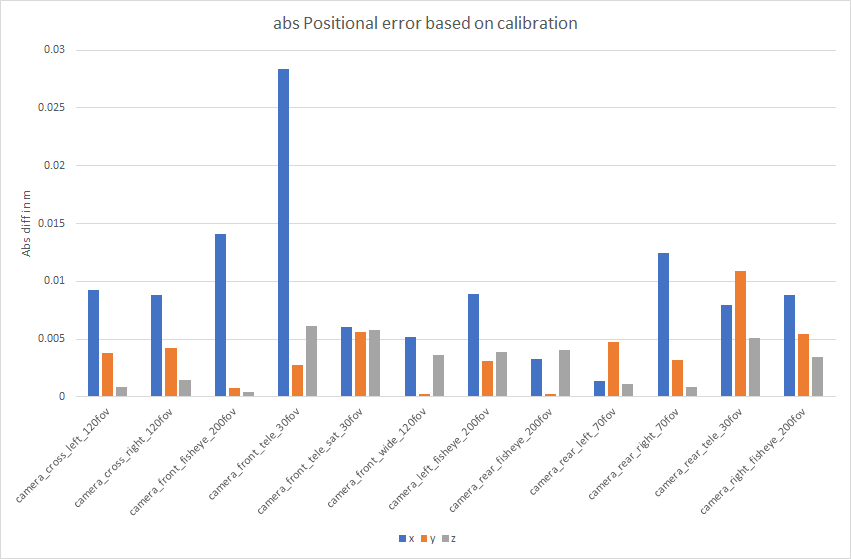 abs Positional error based on calibration
0.03
0.025
0.02
0.015
0.01
0.005
0
Abs diff in m
camera_cross_left_120fov
camera_cross_right_120fov
camera_front_fisheye_200fov
camera_front_tele_30fov
camera_front_tele_sat_30fov
camera_front_wide_120fov
camera_left_fisheye_200fov
camera_rear_fisheye_200fov
camera_rear_left_70fov
camera_rear_right_70fov
camera_rear_tele_30fov
camera_right_fisheye_200fov
x y z